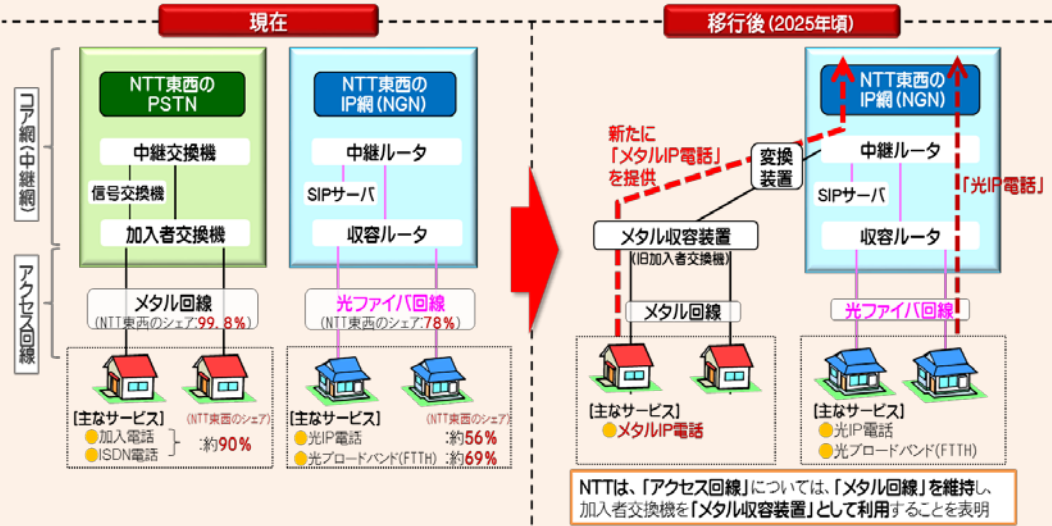 現在
コア網(中継網)
アクセス回線
NTT東西の
PSTN
中継交換機
信号交換機
加入者交換機
メタル回線
(NTT東西のシェア:99.8%)
[主なサービス]
(NTT東西のシェア)
加入電話
ISDN電話
:約90%
NTT東西の
IP網(NGN)
中継ルータ
SIPサーバ
収容ルータ
光ファイバ回線
(NTT東西のシェア:78%)
[主なサービス]
(NTT東西のシェア)
光IP電話 :約56%
光ブロードバンド(FTTH) :約69%
移行後(2025年頃)
新たに
「メタルIP電話」
を提供
変換
装置
メタル収容装置
(旧加入者交換機)
メタル回線
[主なサービス]
メタルIP電話
NTT東西の
IP網(NGN)
中継ルータ
SIPサーバ
「光IP電話」
収容ルータ
光ファイバ回線
[主なサービス]
光IP電話
光ブロードバンド(FTTH)
NTTは、「アクセス回線」については、「メタル回線」を維持し、
加入者交換機を「メタル収容装置」として利用することを表明